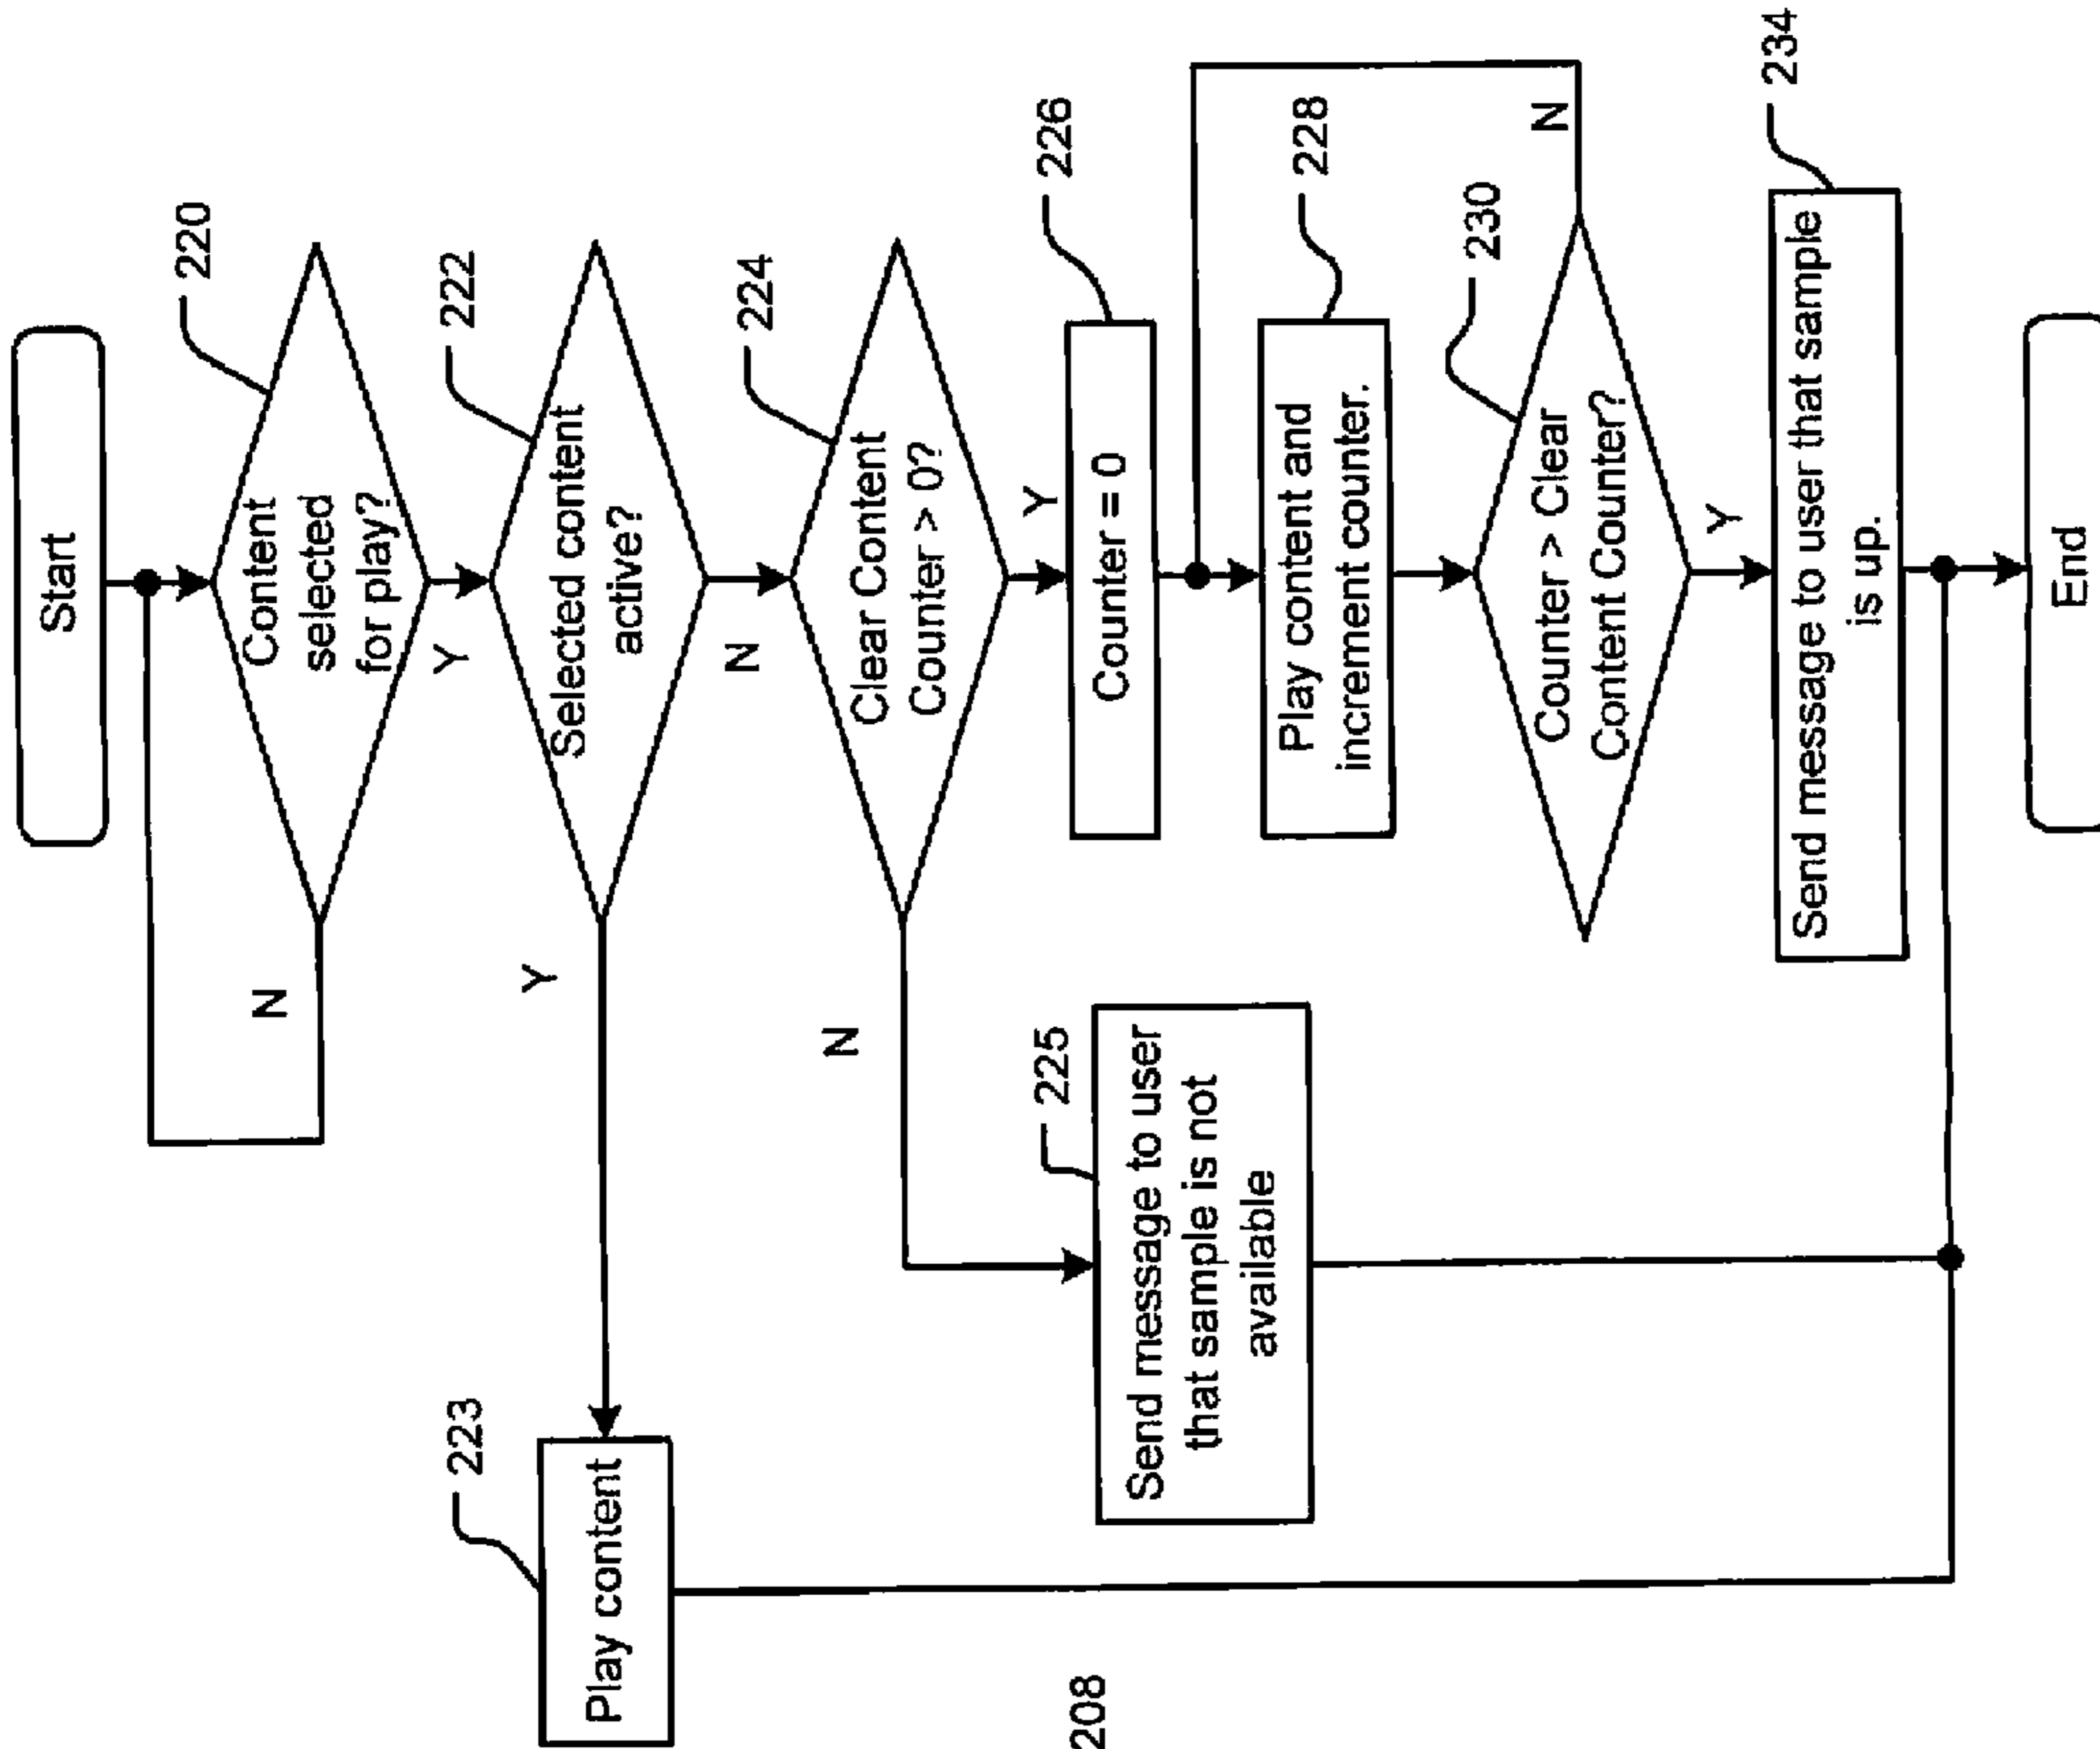 Start
220
Content
selected
for play?
N
Y
222
Selected content
active?
Y
N
223
Play content
224
Clear Content
Counter > 0?
N
Y
225
Send message to user
that sample is not
available
226
Counter = 0
228
Play content and
increment counter.
230
Counter > Clear
Content Counter?
N
Y
234
Send message to user that sample
is up.
End
208